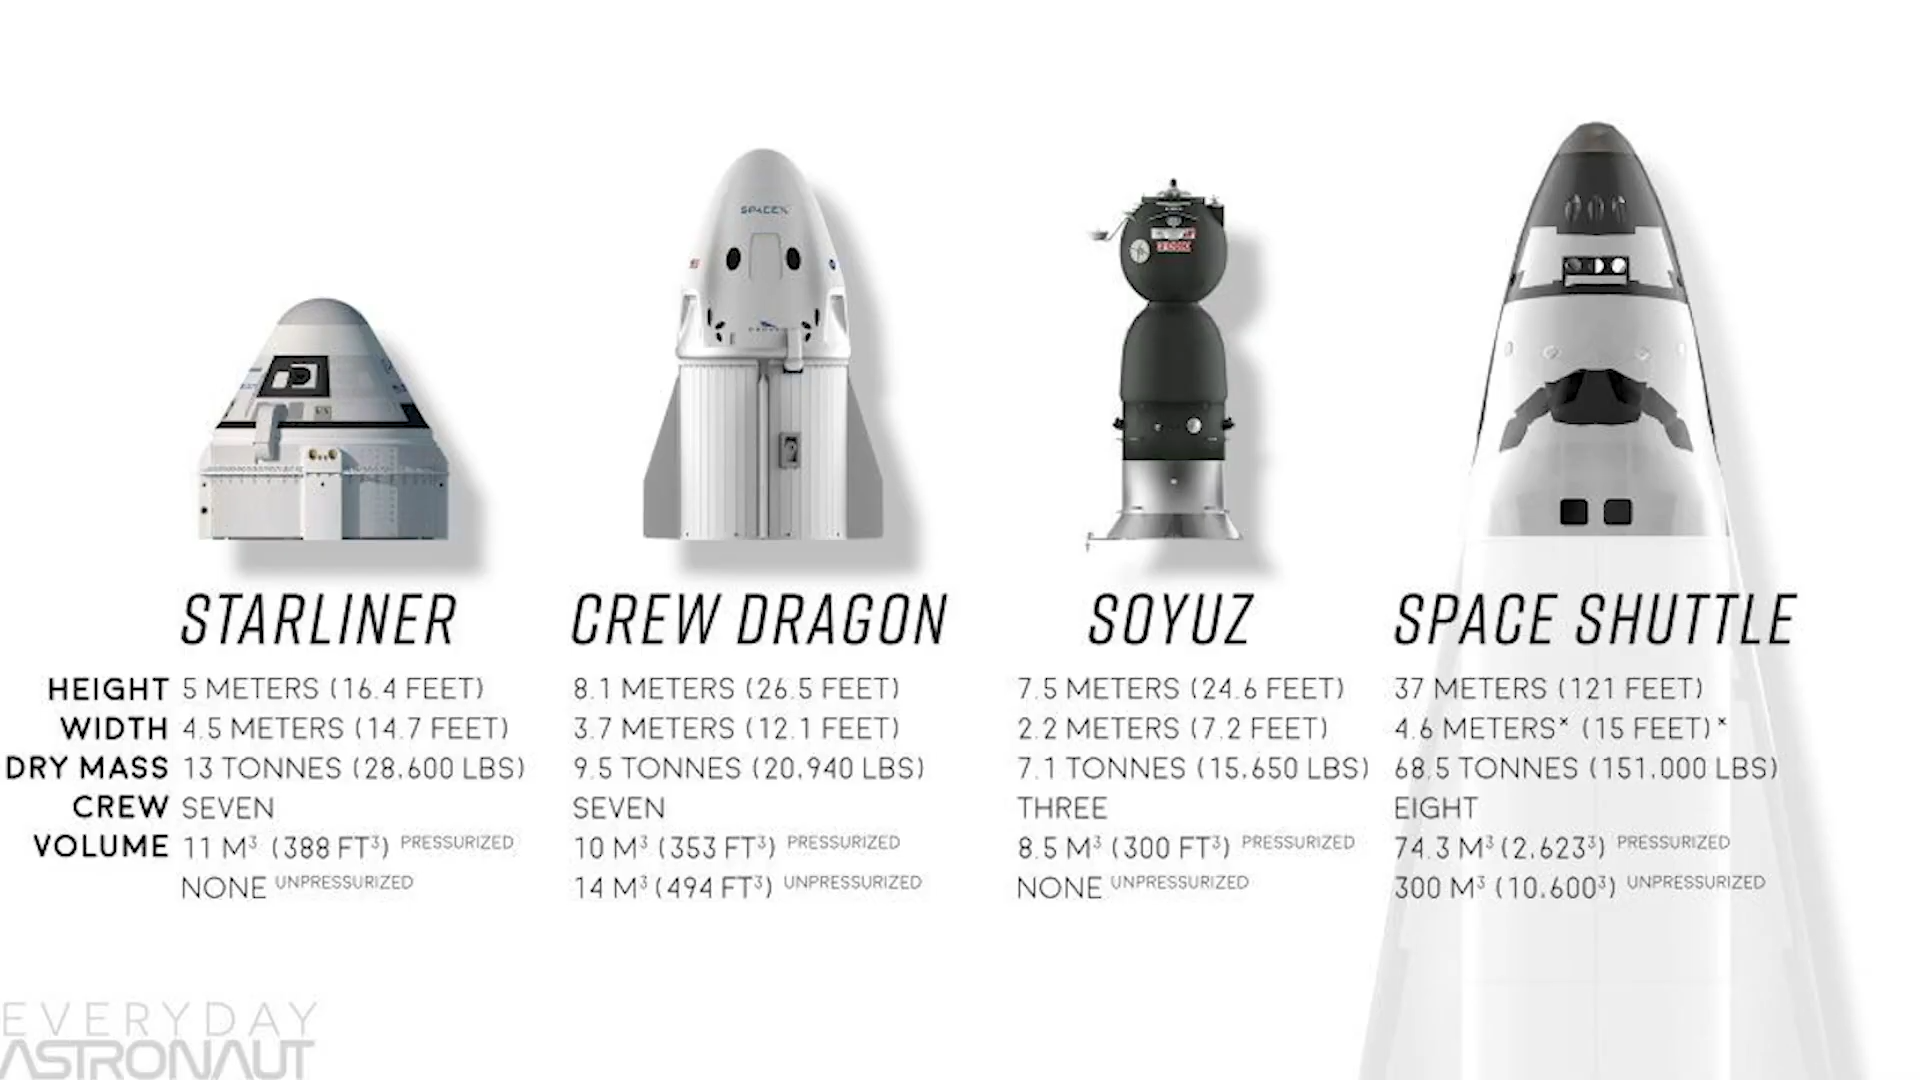 SPACEX
STARLINER
CREW DRAGON
SOYUZ
SPACE SHUTTLE
HEIGHT 5 METERS (16.4 FEET) 8.1 METERS (26.5 FEET) 7.5 METERS (24.6 FEET) 37 METERS (121 FEET)
WIDTH 4.5 METERS (14.7 FEET) 3.7 METERS (12.1 FEET) 2.2 METERS (7.2 FEET) 4.6 METERS* (15 FEET)*
DRY MASS 13 TONNES (28,600 LBS) 9.5 TONNES (20,940 LBS) 7.1 TONNES (15,650 LBS) 68.5 TONNES (151,000 LBS)
CREW SEVEN SEVEN THREE EIGHT
VOLUME 11 M³ (388 FT³) PRESSURIZED 10 M³ (353 FT³) PRESSURIZED 8.5 M³ (300 FT³) PRESSURIZED 74.3 M³ (2,623³) PRESSURIZED
NONE UNPRESSURIZED 14 M³ (494 FT³) UNPRESSURIZED NONE UNPRESSURIZED 300 M³ (10,600³) UNPRESSURIZED
EVERYDAY
ASTRONAUT